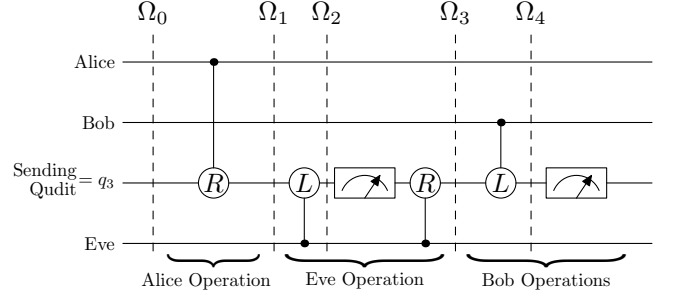 Ω₀ Ω₁ Ω₂ Ω₃ Ω₄
Alice
Bob
Sending
Qudit = q₃
R L R L
Eve
Alice Operation Eve Operation Bob Operations